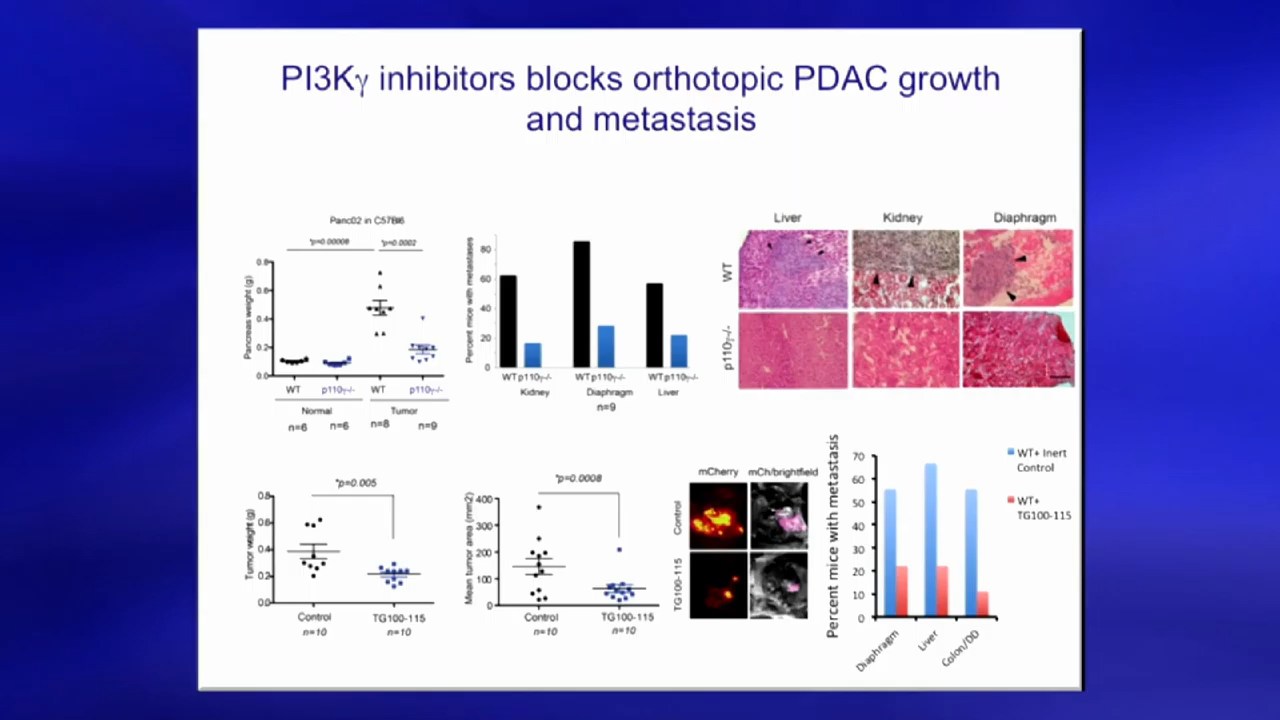 PI3Kγ inhibitors blocks orthotopic PDAC growth
and metastasis
Panc02 in C57Bl6
*p=0.00008
*p=0.0002
Pancreas weight (g)
0.8
0.6
0.4
0.2
0.0
WT
p110γ-/-
WT
p110γ-/-
Normal
Tumor
n=6
n=6
n=8
n=9
Percent mice with metastases
80
60
40
20
0
WT p110γ-/-
WT p110γ-/-
WT p110γ-/-
Kidney
Diaphragm
Liver
n=9
Liver
Kidney
Diaphragm
WT
p110γ-/-
*p=0.005
Tumor weight (g)
0.8
0.6
0.4
0.2
0.0
Control
TG100-115
n=10
n=10
*p=0.0008
Mean tumor area (mm2)
400
300
200
100
0
Control
TG100-115
n=10
n=10
mCherry
mCh/brightfield
Control
TG100-115
Percent mice with metastasis
70
60
50
40
30
20
10
0
Diaphragm
Liver
Colon/DD
WT+ Inert
Control
WT+
TG100-115